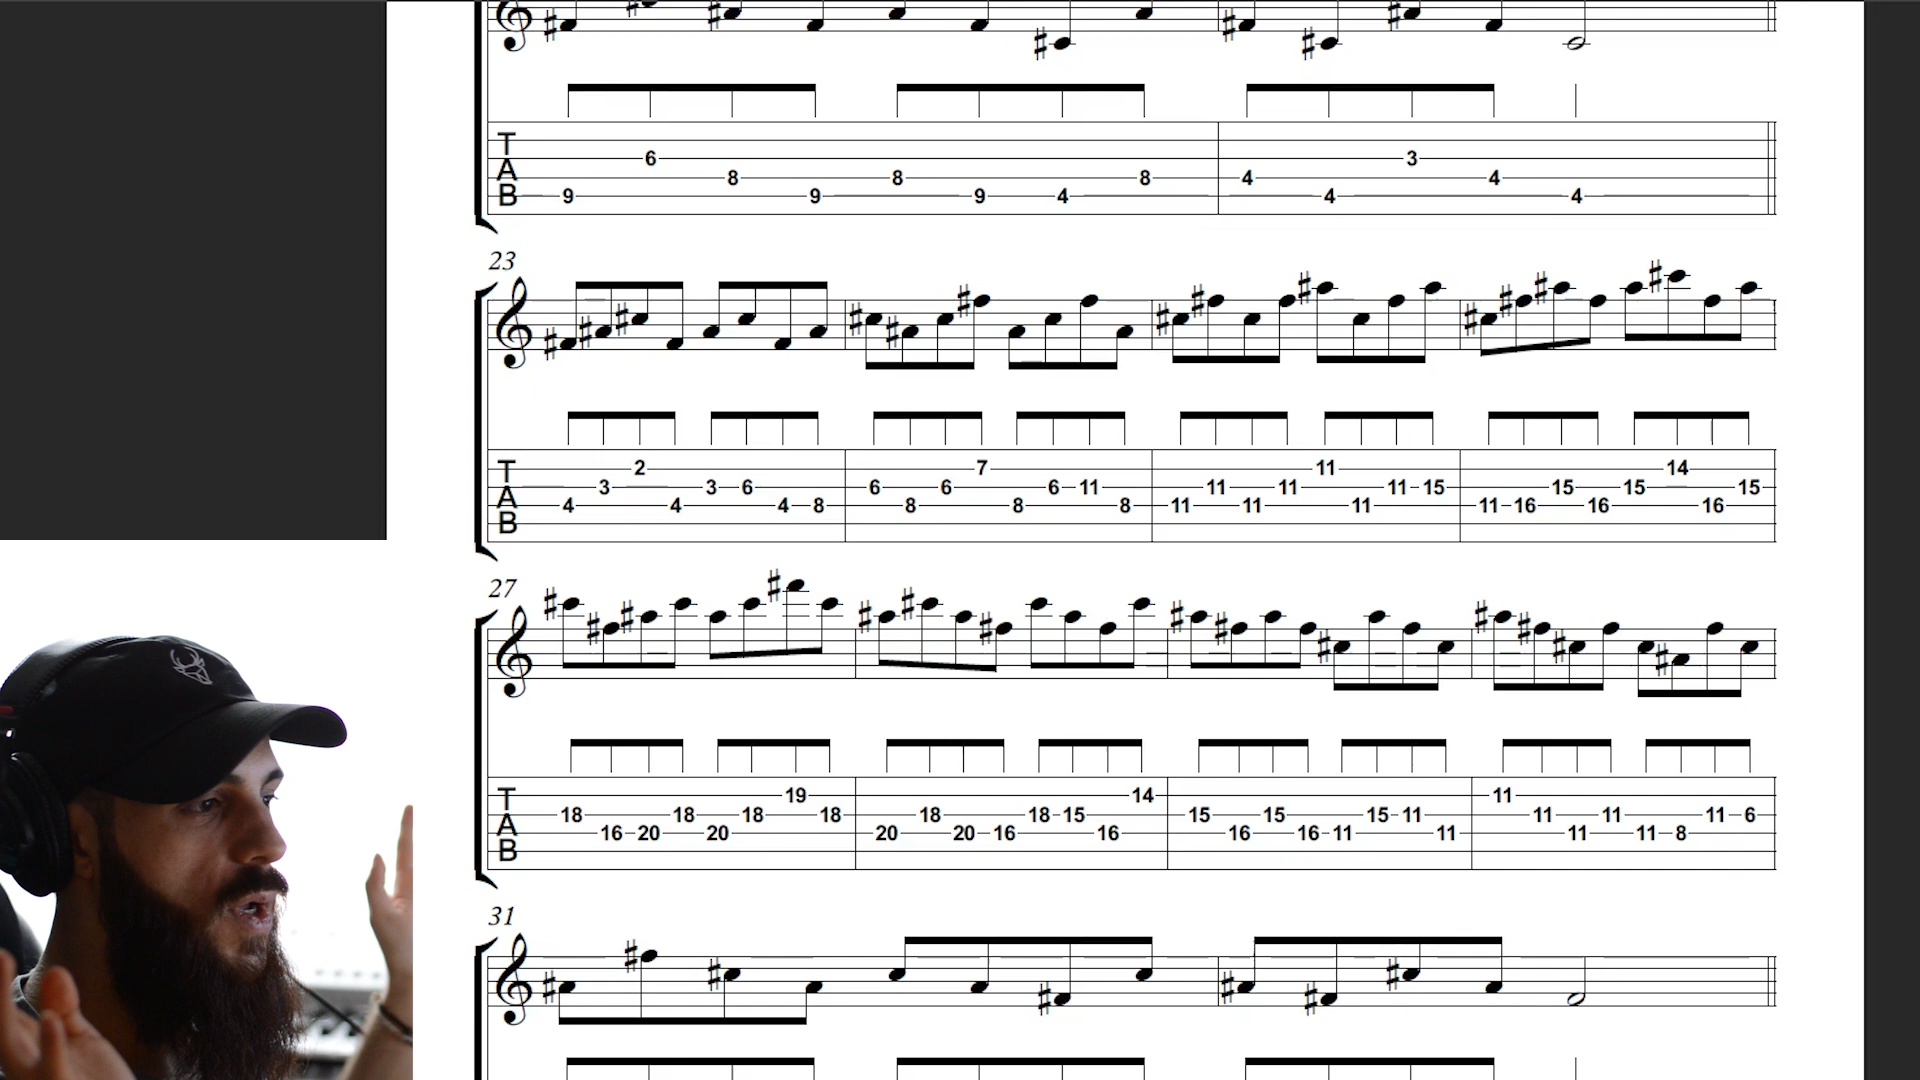 T
A
B
6 3
8 8 8 4 4
9 9 9 4 4 4
23
T
A
B
2 7 11 14
3 3 6 6 6 6 11 11 11 11 15 15 15 15
4 4 4 8 8 8 8 11 11 11 11 16 16 16
27
T
A
B
19 14 11
18 18 18 18 18 18 15 15 15 15 11 11 11 11 6
16 20 20 20 20 16 16 16 16 11 11 11 11 8
31